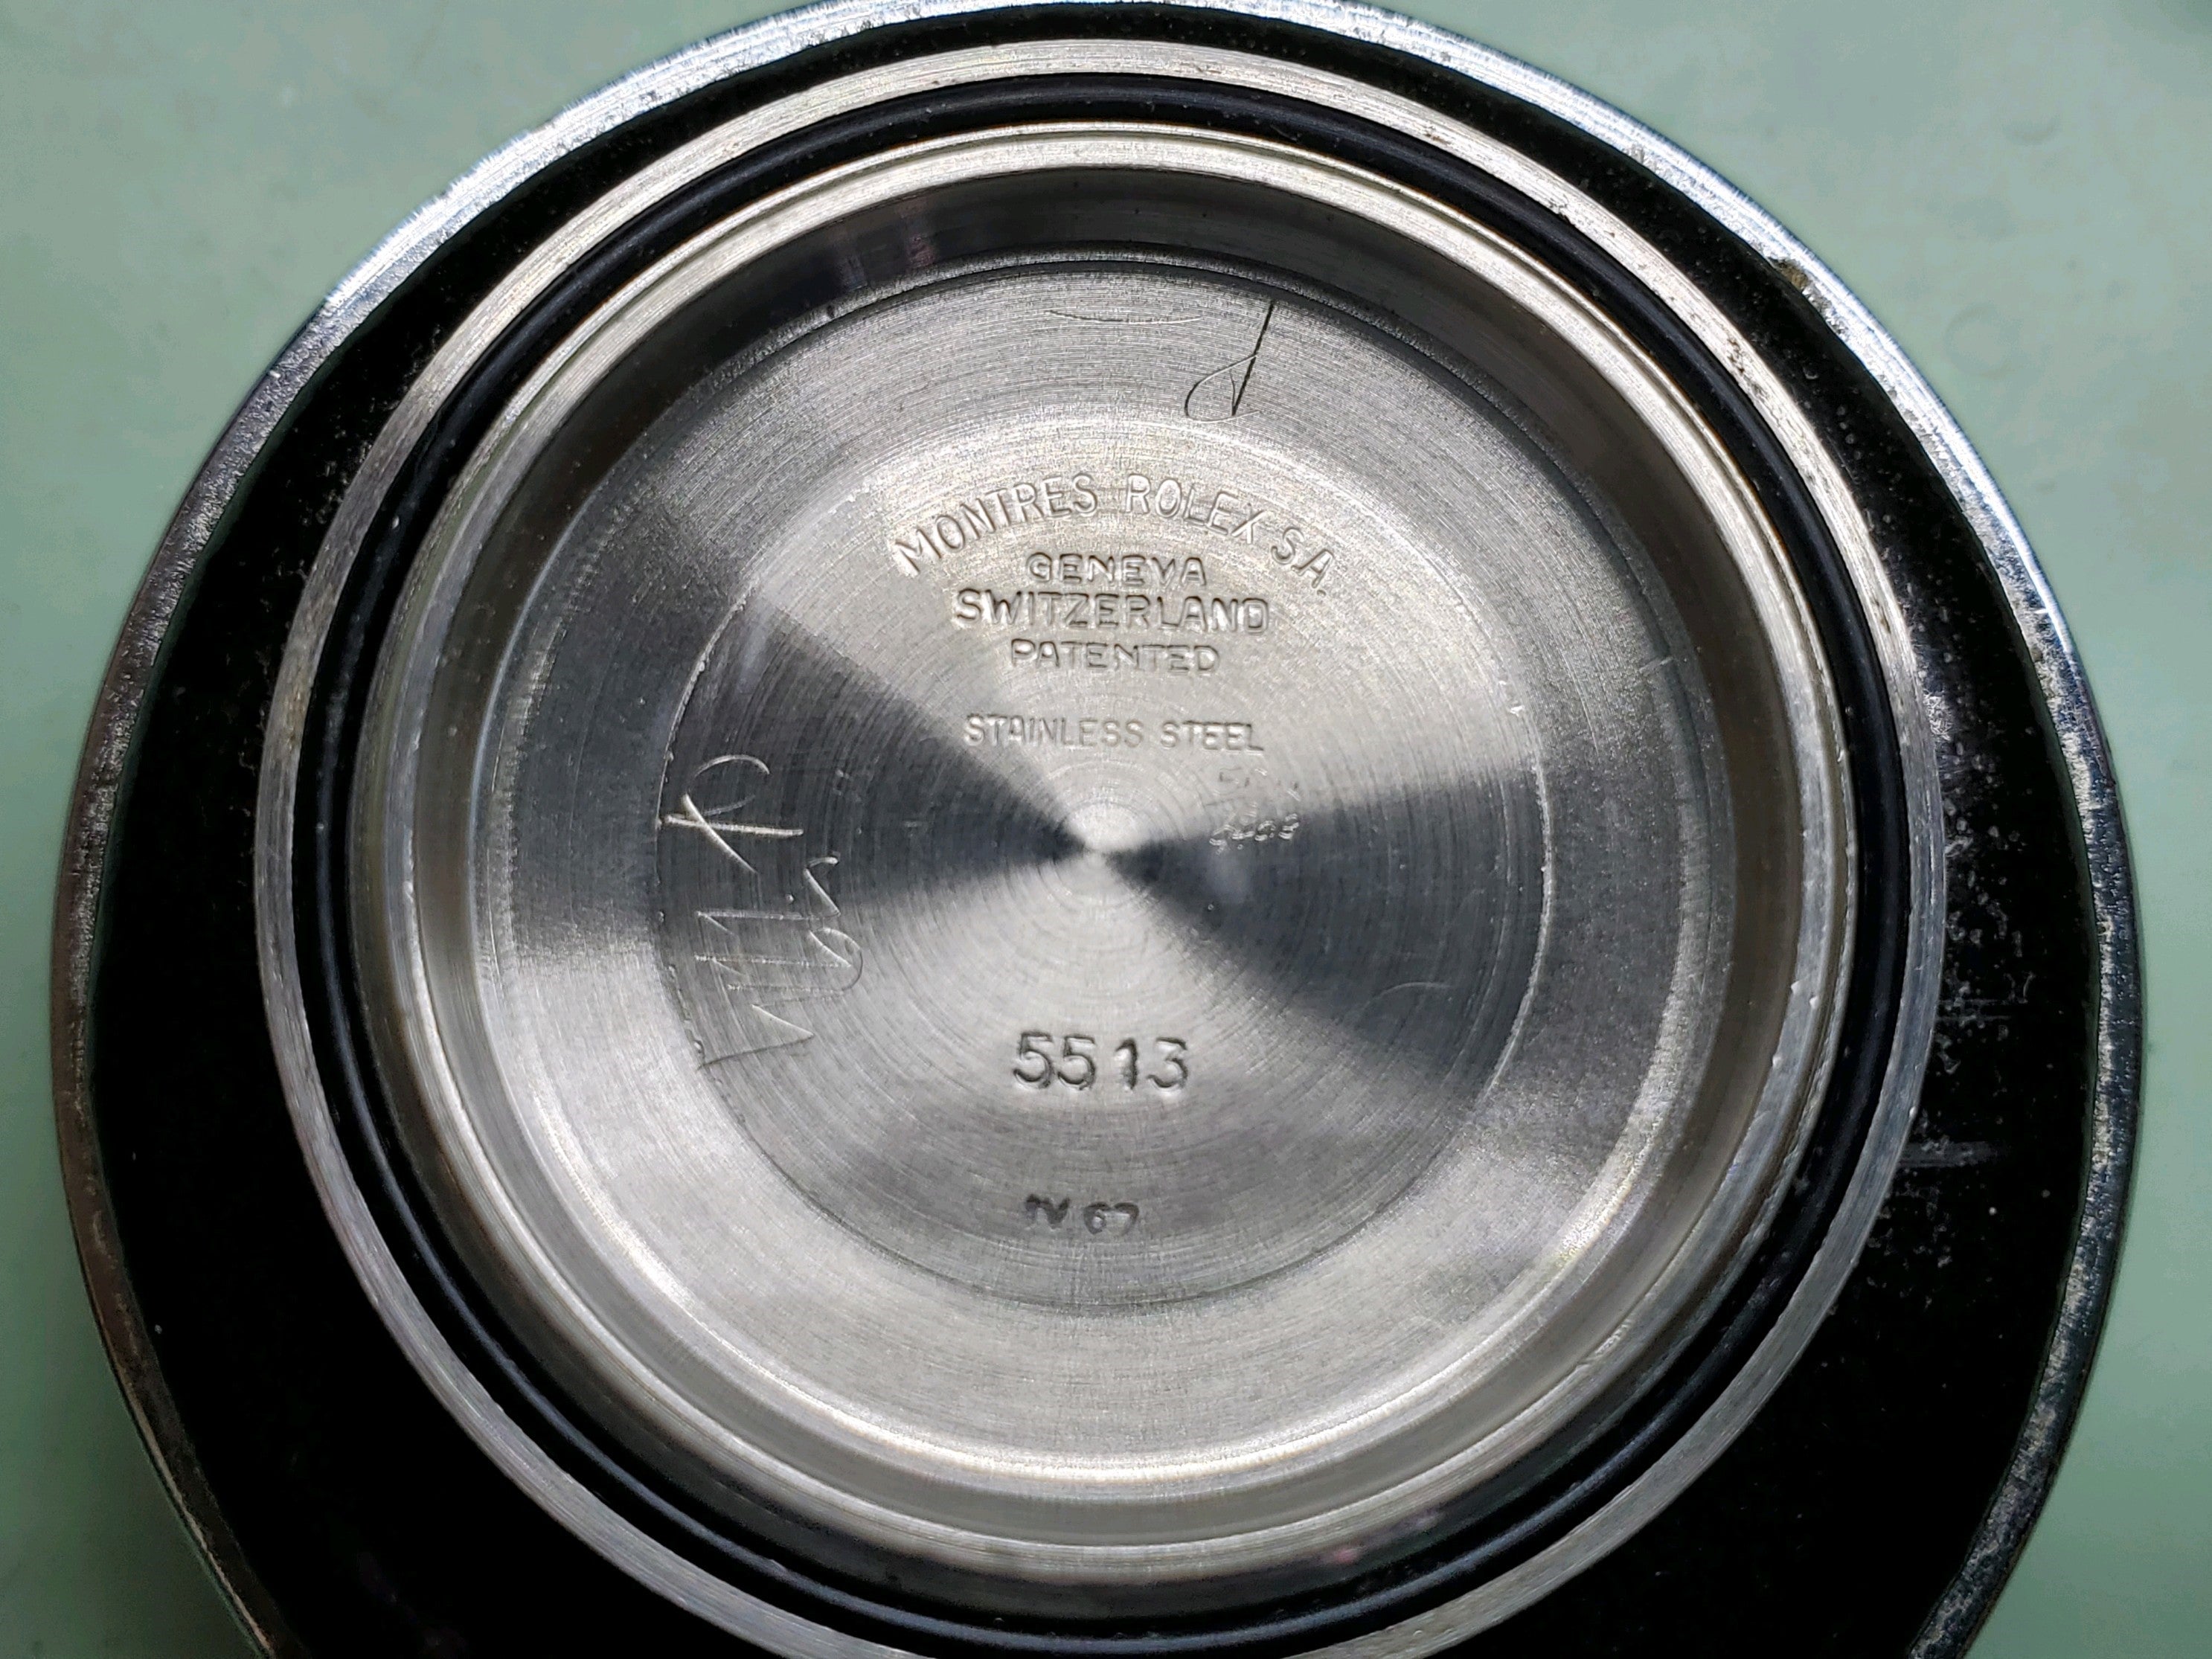 MONTRES ROLEX S.A.
GENEVA
SWITZERLAND
PATENTED
STAINLESS STEEL
5513
IV 67